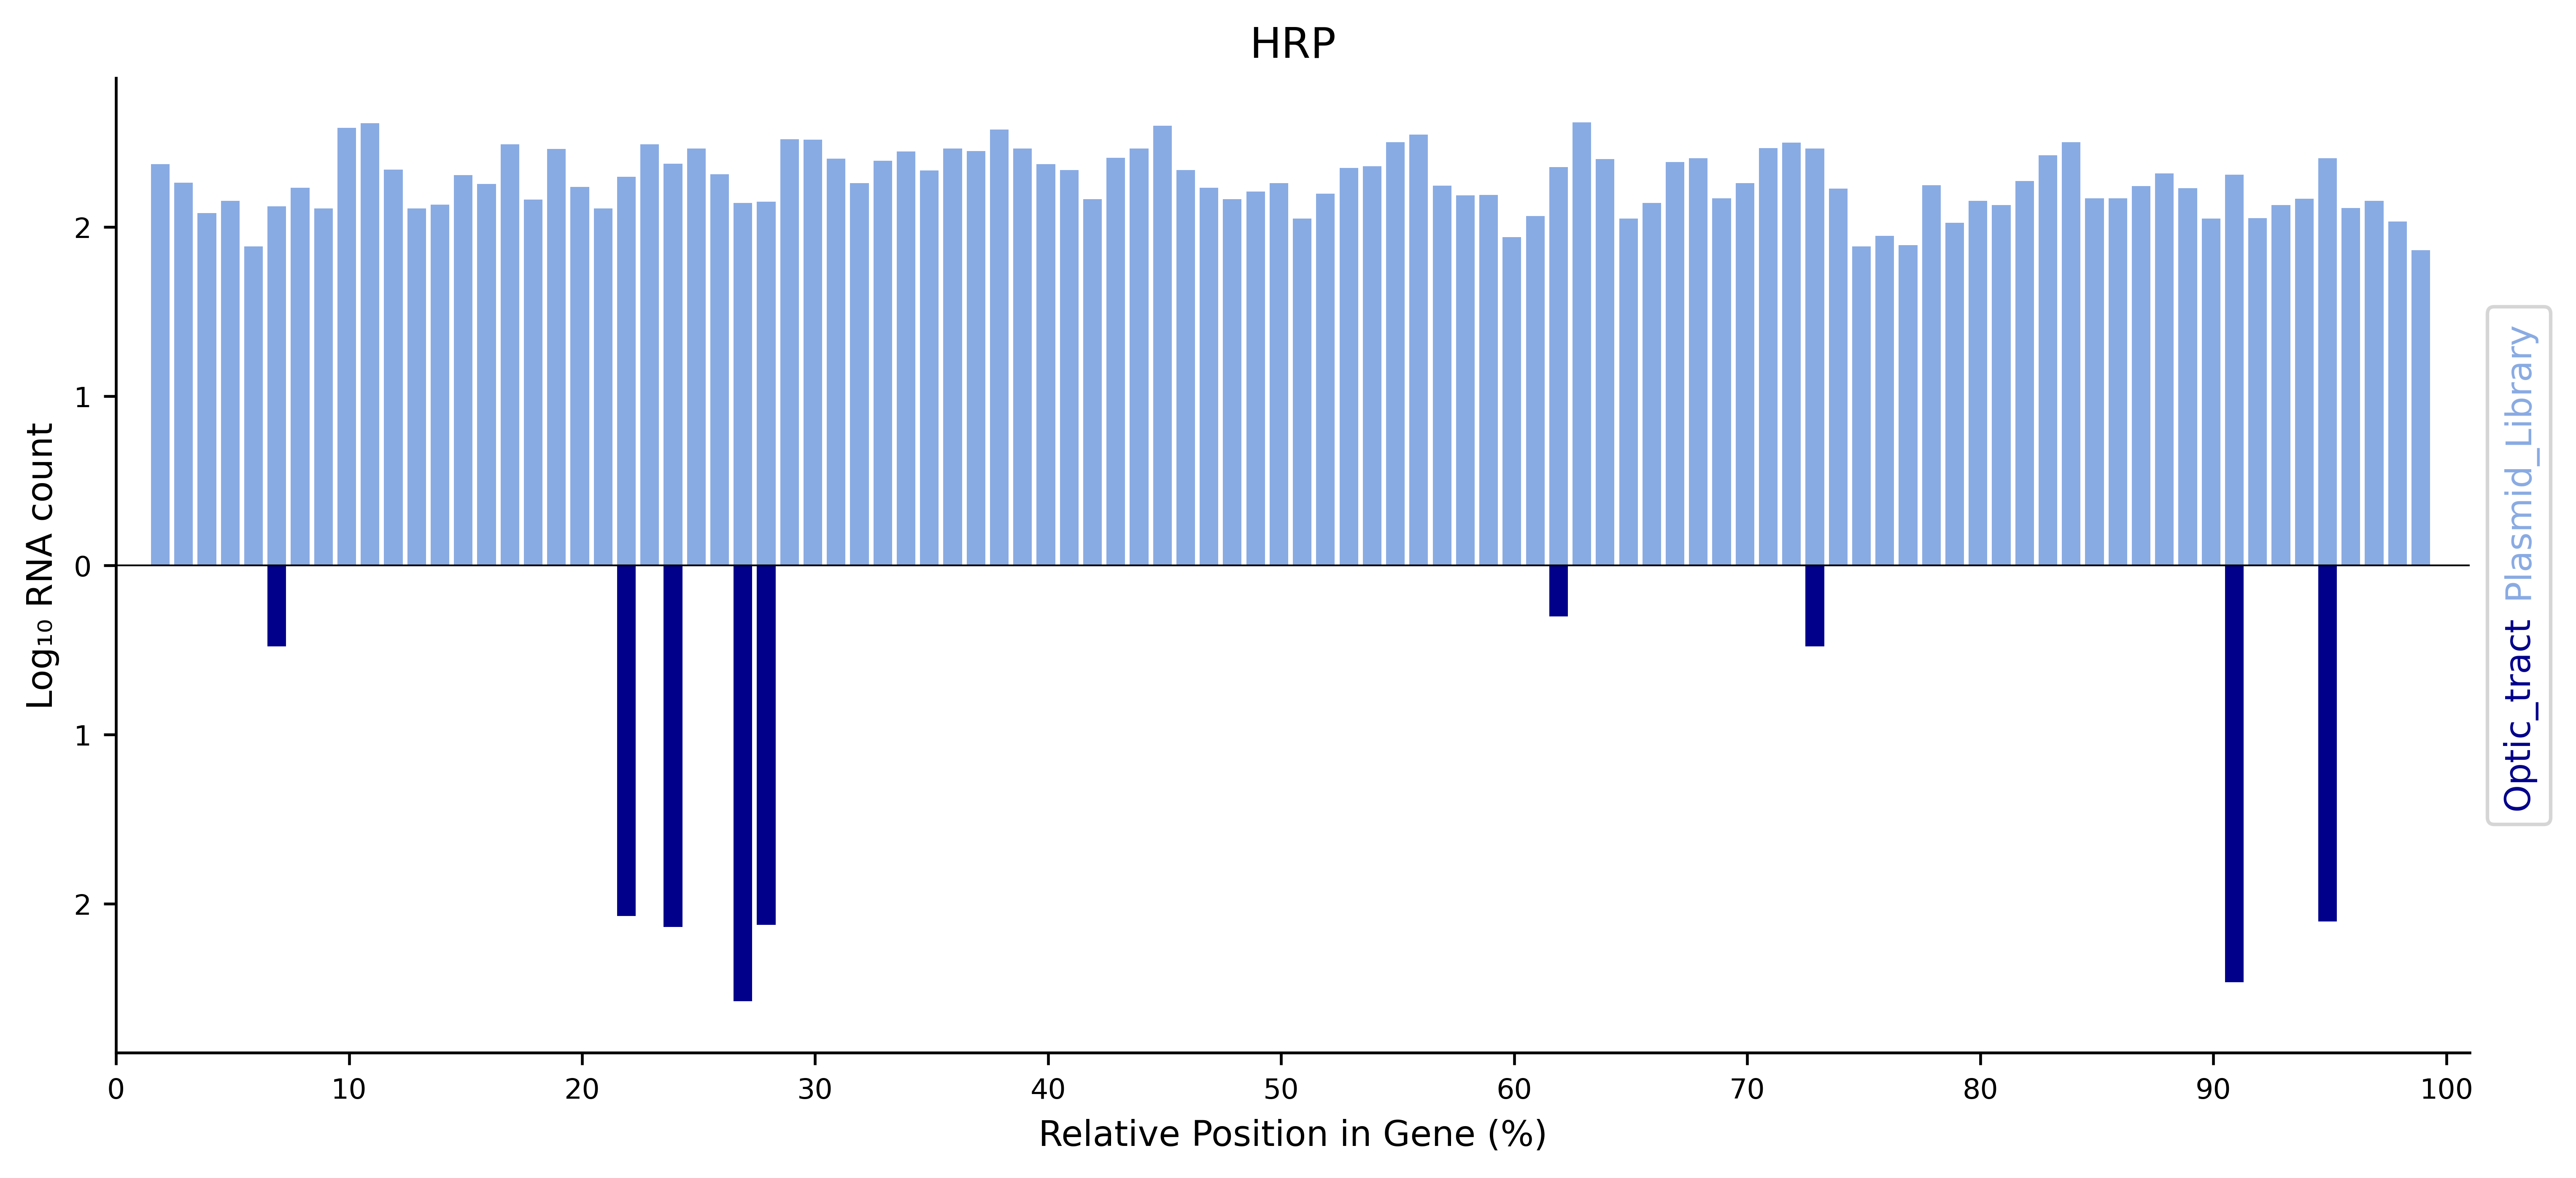 HRP
Log₁₀ RNA count
2
1
0
1
2
0 10 20 30 40 50 60 70 80 90 100
Relative Position in Gene (%)
Optic_tract Plasmid_Library